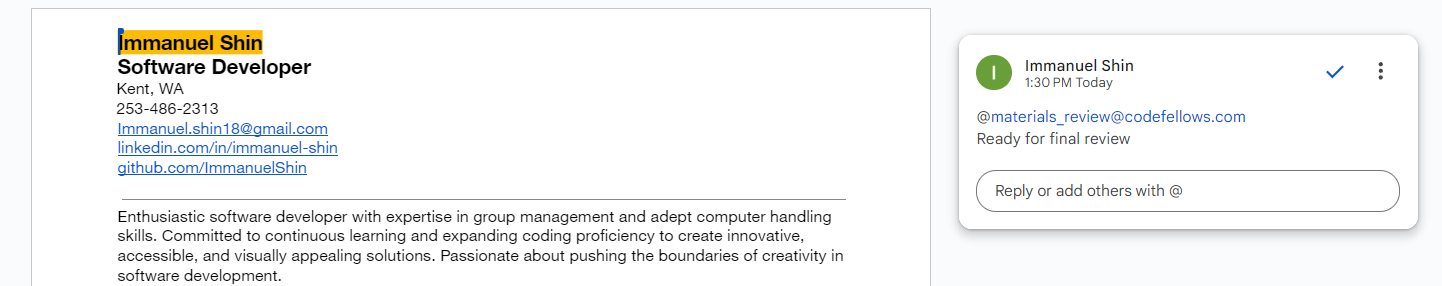 Immanuel Shin
Software Developer
Kent, WA
253-486-2313
Immanuel.shin18@gmail.com
linkedin.com/in/immanuel-shin
github.com/ImmanuelShin
Enthusiastic software developer with expertise in group management and adept computer handling
skills. Committed to continuous learning and expanding coding proficiency to create innovative,
accessible, and visually appealing solutions. Passionate about pushing the boundaries of creativity in
software development.
I
Immanuel Shin
1:30 PM Today
@materials_review@codefellows.com
Ready for final review
Reply or add others with @